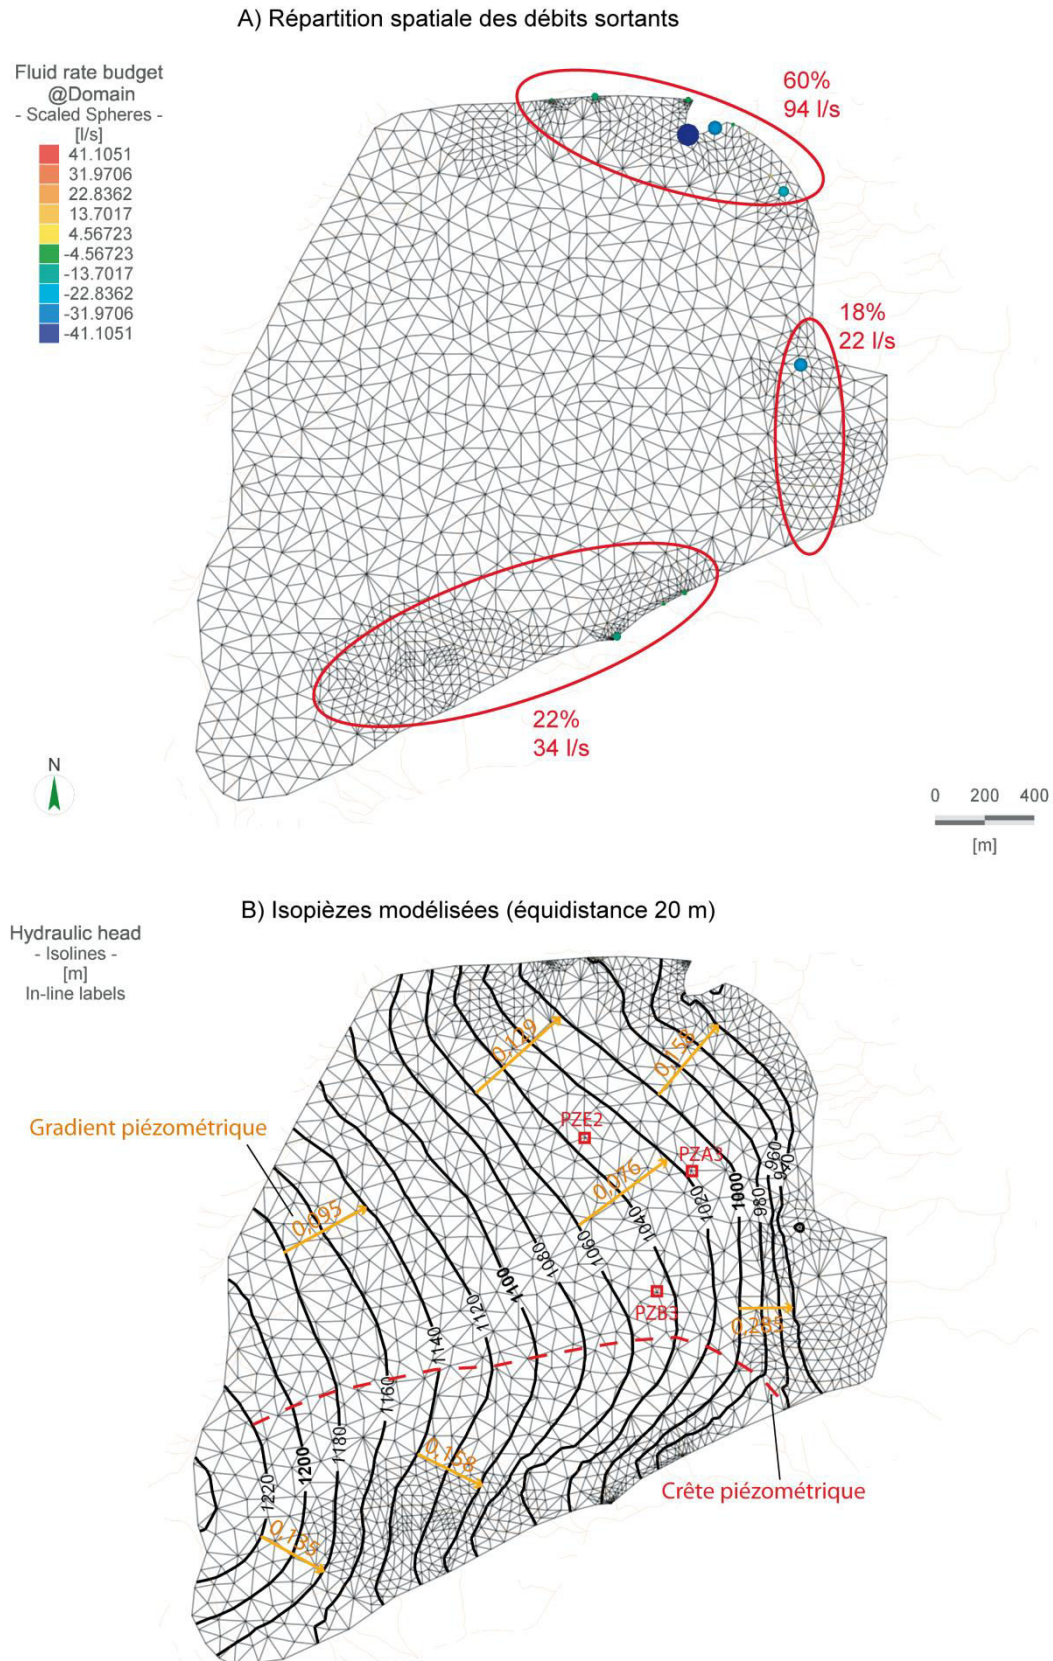 A) Répartition spatiale des débits sortants
Fluid rate budget
@Domain
- Scaled Spheres -
[l/s]
41.1051
31.9706
22.8362
13.7017
4.56723
-4.56723
-13.7017
-22.8362
-31.9706
-41.1051
60%
94 l/s
18%
22 l/s
22%
34 l/s
N
0 200 400
[m]
B) Isopièzes modélisées (équidistance 20 m)
Hydraulic head
- Isolines -
[m]
In-line labels
Gradient piézométrique
0,129
0,158
PZE2
PZA3
0,076
0,095
960
940
980
1000
1020
1040
1060
1080
1100
1120
1140
1160
1180
1200
1220
PZB3
0,285
0,158
0,135
Crête piézométrique